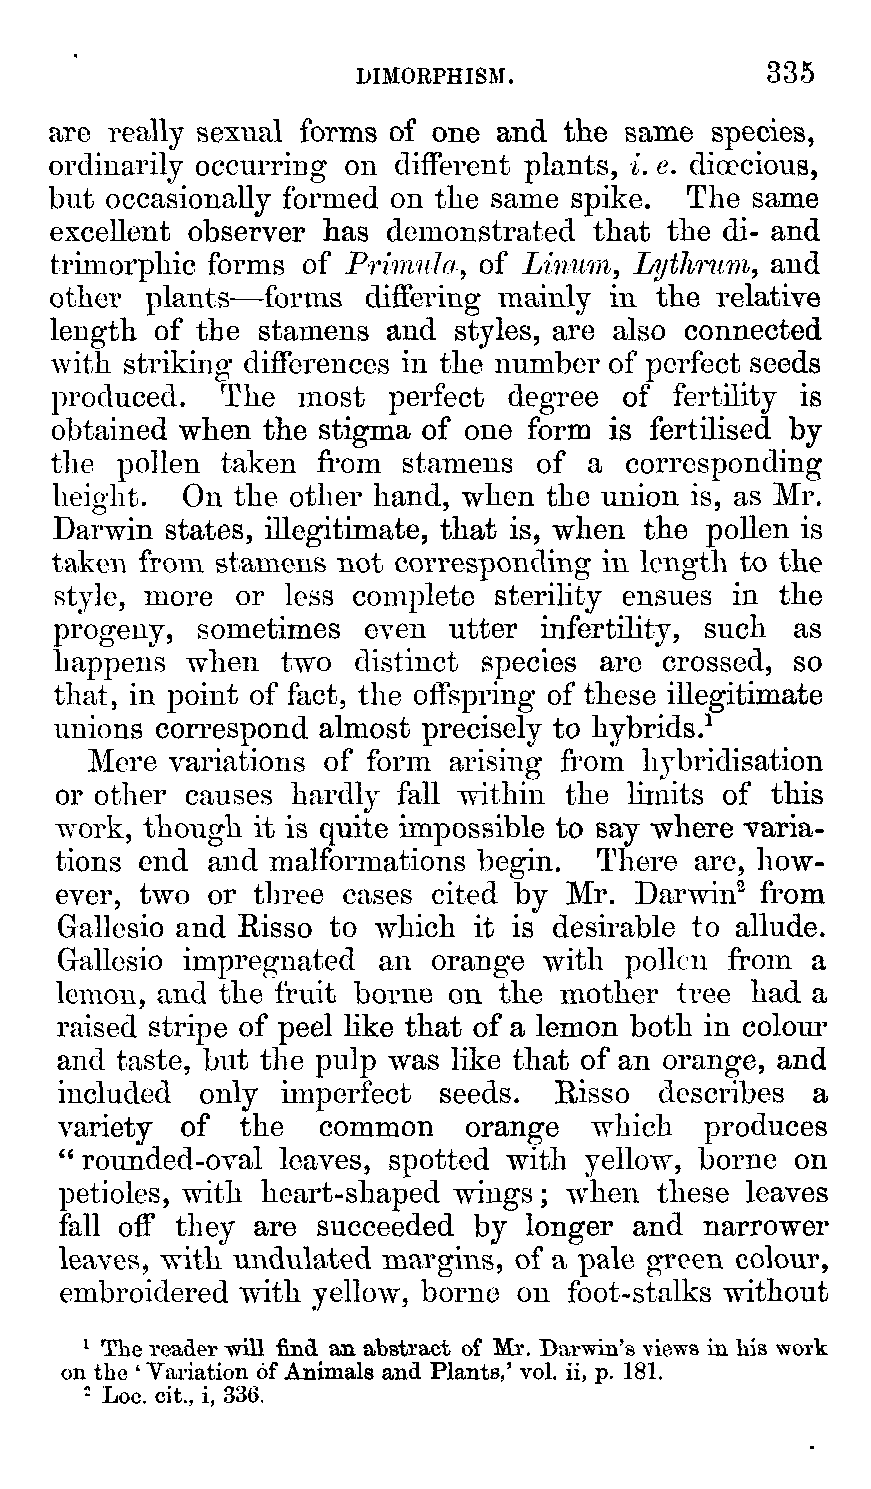 DIMORPHISM. 335
are really sexual forms of one and the same species,
ordinarily occurring on different plants, i. e. diœcious,
but occasionally formed on the same spike. The same
excellent observer has demonstrated that the di- and
trimorphic forms of Primula, of Linum, Lythrum, and
other plants—forms differing mainly in the relative
length of the stamens and styles, are also connected
with striking differences in the number of perfect seeds
produced. The most perfect degree of fertility is
obtained when the stigma of one form is fertilised by
the pollen taken from stamens of a corresponding
height. On the other hand, when the union is, as Mr.
Darwin states, illegitimate, that is, when the pollen is
taken from stamens not corresponding in length to the
style, more or less complete sterility ensues in the
progeny, sometimes even utter infertility, such as
happens when two distinct species are crossed, so
that, in point of fact, the offspring of these illegitimate
unions correspond almost precisely to hybrids.¹
Mere variations of form arising from hybridisation
or other causes hardly fall within the limits of this
work, though it is quite impossible to say where varia-
tions end and malformations begin. There are, how-
ever, two or three cases cited by Mr. Darwin² from
Gallesio and Risso to which it is desirable to allude.
Gallesio impregnated an orange with pollen from a
lemon, and the fruit borne on the mother tree had a
raised stripe of peel like that of a lemon both in colour
and taste, but the pulp was like that of an orange, and
included only imperfect seeds. Risso describes a
variety of the common orange which produces
“rounded-oval leaves, spotted with yellow, borne on
petioles, with heart-shaped wings; when these leaves
fall off they are succeeded by longer and narrower
leaves, with undulated margins, of a pale green colour,
embroidered with yellow, borne on foot-stalks without
¹ The reader will find an abstract of Mr. Darwin's views in his work
on the ‘Variation of Animals and Plants,’ vol. ii, p. 181.
² Loc. cit., i, 336.